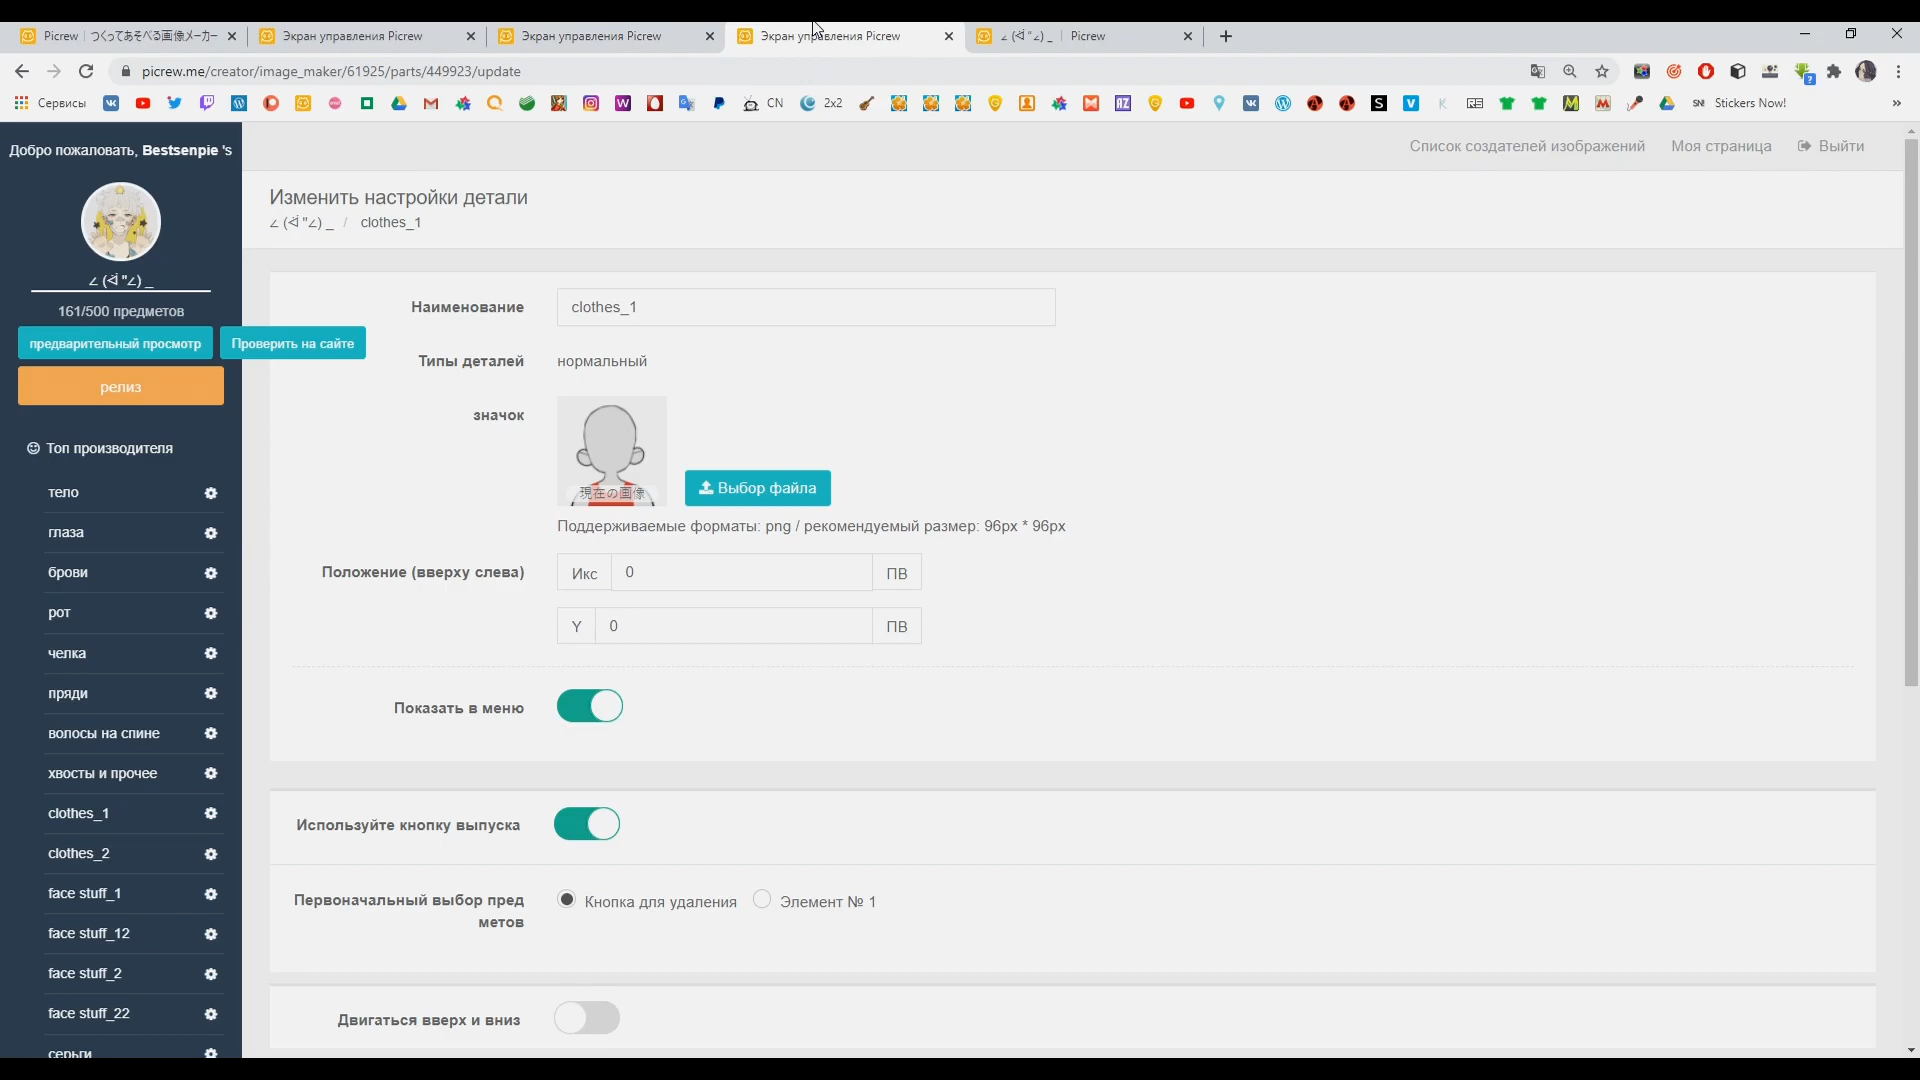 Picrew | つくってあそべる画像メーカー
Экран управления Picrew
Экран управления Picrew
Экран управления Picrew
∠( ᐛ "∠)_ | Picrew
picrew.me/creator/image_maker/61925/parts/449923/update
Сервисы
CN
2x2
Stickers Now!
Добро пожаловать, Bestsenpie 's
Список создателей изображений
Моя страница
Выйти
Изменить настройки детали
∠( ᐛ "∠)_ / clothes_1
∠( ᐛ "∠)_
161/500 предметов
предварительный просмотр
Проверить на сайте
релиз
Топ производителя
тело
глаза
брови
рот
челка
пряди
волосы на спине
хвосты и прочее
clothes_1
clothes_2
face stuff_1
face stuff_12
face stuff_2
face stuff_22
серьги
Наименование
clothes_1
Типы деталей
нормальный
значок
現在の画像
Выбор файла
Поддерживаемые форматы: png / рекомендуемый размер: 96px * 96px
Положение (вверху слева)
Икс 0 ПВ
Y 0 ПВ
Показать в меню
Используйте кнопку выпуска
Первоначальный выбор пред
метов
Кнопка для удаления
Элемент № 1
Двигаться вверх и вниз